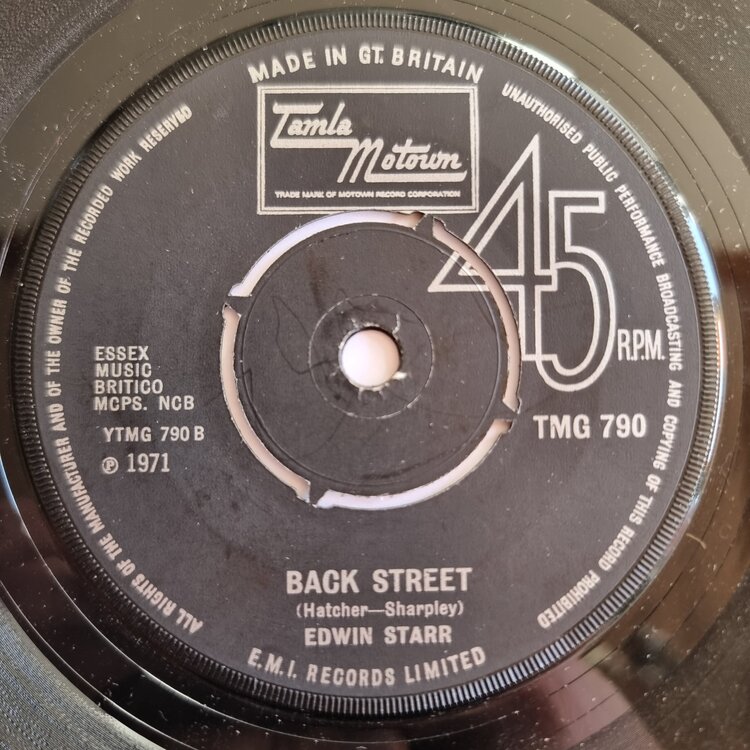 MADE IN GT. BRITAIN
Tamla
Motown
TRADE MARK OF MOTOWN RECORD CORPORATION
UNAUTHORISED PUBLIC PERFORMANCE BROADCASTING AND COPYING OF THIS RECORD PROHIBITED
ALL RIGHTS OF THE MANUFACTURER AND OF THE OWNER OF THE RECORDED WORK RESERVED
45
R.P.M.
ESSEX
MUSIC
BRITICO
MCPS. NCB
YTMG 790 B
℗ 1971
TMG 790
BACK STREET
(Hatcher—Sharpley)
EDWIN STARR
E.M.I. RECORDS LIMITED